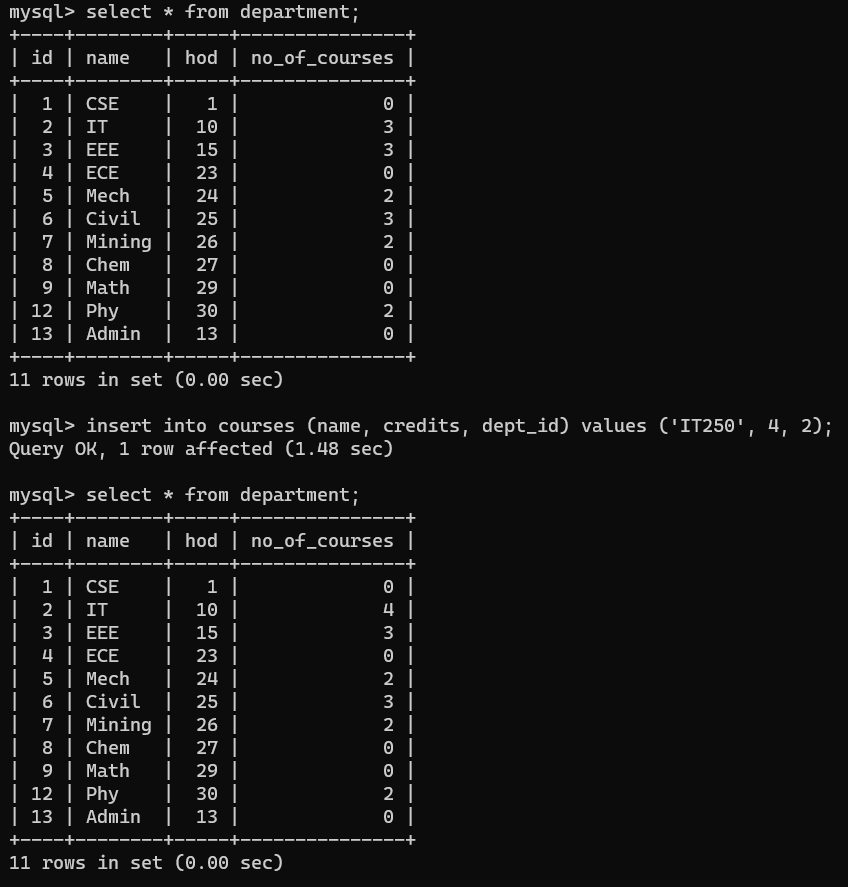 mysql> select * from department;
+----+--------+-----+---------------+
| id | name   | hod | no_of_courses |
+----+--------+-----+---------------+
|  1 | CSE    |   1 |             0 |
|  2 | IT     |  10 |             3 |
|  3 | EEE    |  15 |             3 |
|  4 | ECE    |  23 |             0 |
|  5 | Mech   |  24 |             2 |
|  6 | Civil  |  25 |             3 |
|  7 | Mining |  26 |             2 |
|  8 | Chem   |  27 |             0 |
|  9 | Math   |  29 |             0 |
| 12 | Phy    |  30 |             2 |
| 13 | Admin  |  13 |             0 |
+----+--------+-----+---------------+
11 rows in set (0.00 sec)

mysql> insert into courses (name, credits, dept_id) values ('IT250', 4, 2);
Query OK, 1 row affected (1.48 sec)

mysql> select * from department;
+----+--------+-----+---------------+
| id | name   | hod | no_of_courses |
+----+--------+-----+---------------+
|  1 | CSE    |   1 |             0 |
|  2 | IT     |  10 |             4 |
|  3 | EEE    |  15 |             3 |
|  4 | ECE    |  23 |             0 |
|  5 | Mech   |  24 |             2 |
|  6 | Civil  |  25 |             3 |
|  7 | Mining |  26 |             2 |
|  8 | Chem   |  27 |             0 |
|  9 | Math   |  29 |             0 |
| 12 | Phy    |  30 |             2 |
| 13 | Admin  |  13 |             0 |
+----+--------+-----+---------------+
11 rows in set (0.00 sec)